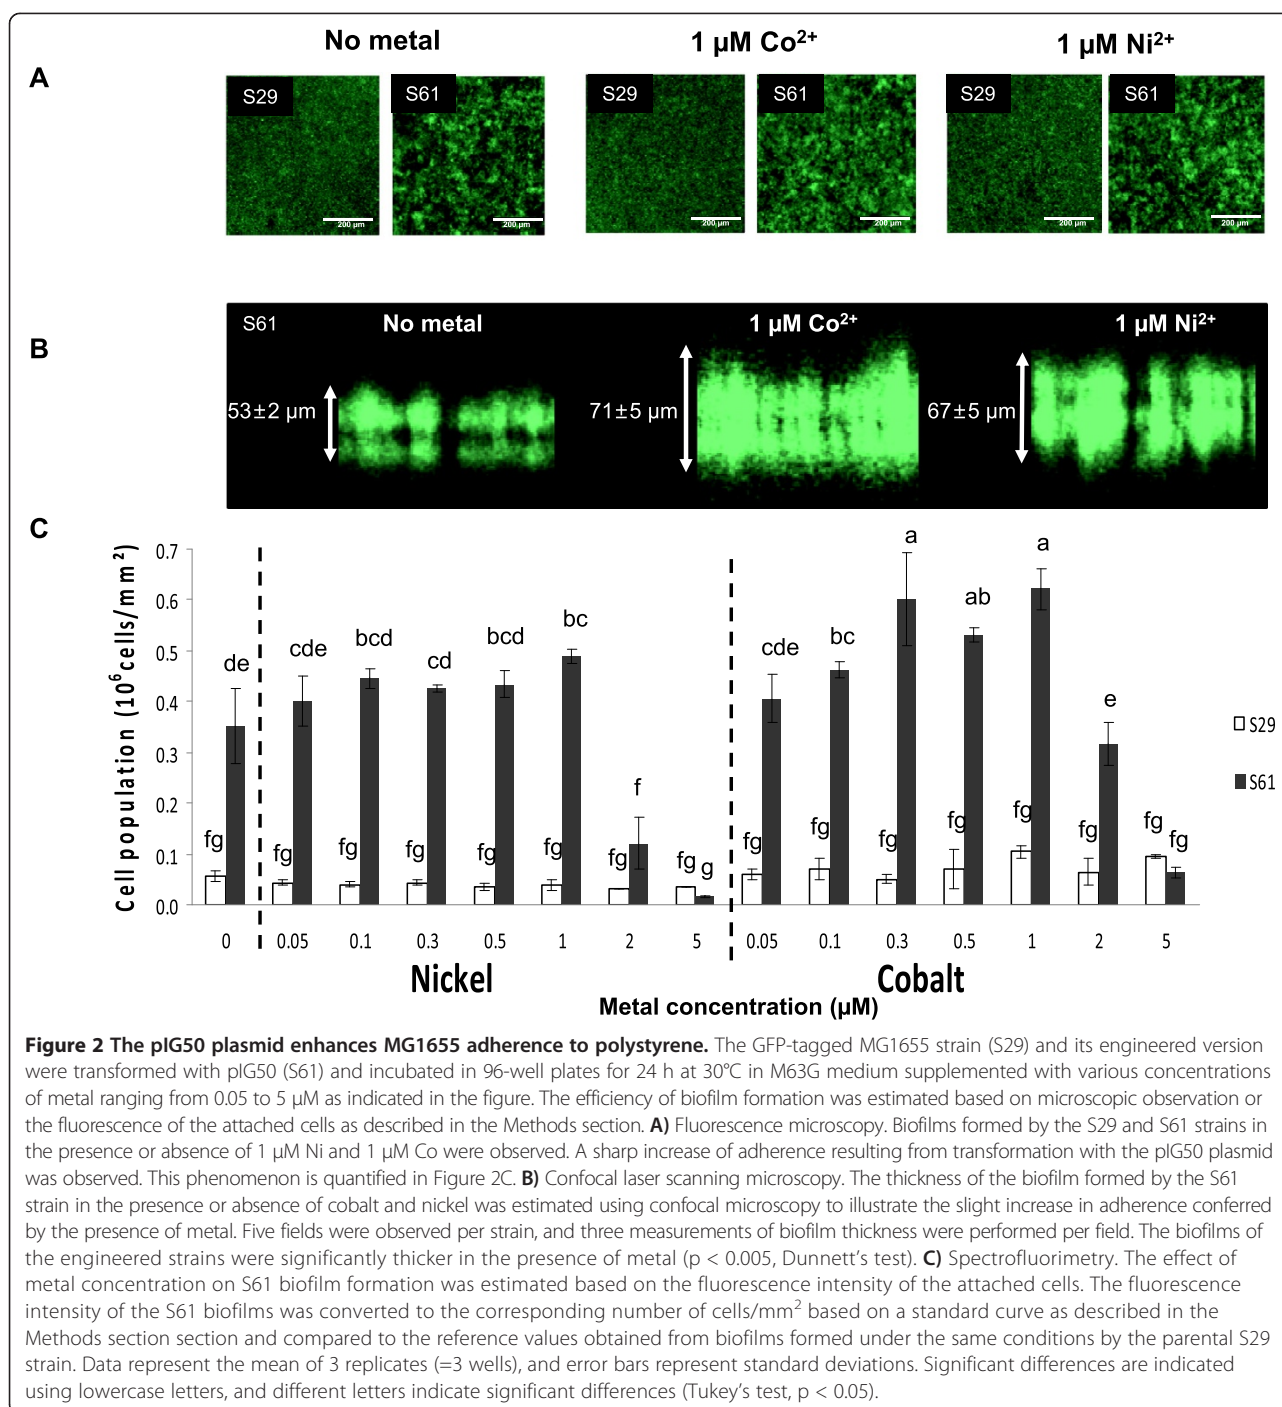 No metal
1 µM Co2+
1 µM Ni2+
A
S29
S61
S29
S61
S29
S61
200 µm
200 µm
200 µm
200 µm
200 µm
200 µm
B
S61
No metal
1 µM Co2+
1 µM Ni2+
53±2 µm
71±5 µm
67±5 µm
C
Cell population (10⁶cells/mm²)
0.7
0.6
0.5
0.4
0.3
0.2
0.1
0.0
de
cde
bcd
cd
bcd
bc
f
cde
bc
a
ab
a
e
fg
fg
fg
fg
fg
fg
fg
fg
g
fg
fg
fg
fg
fg
fg
fg
fg
S29
S61
0
0.05
0.1
0.3
0.5
1
2
5
0.05
0.1
0.3
0.5
1
2
5
Nickel
Cobalt
Metal concentration (µM)
Figure 2 The pIG50 plasmid enhances MG1655 adherence to polystyrene. The GFP-tagged MG1655 strain (S29) and its engineered version
were transformed with pIG50 (S61) and incubated in 96-well plates for 24 h at 30°C in M63G medium supplemented with various concentrations
of metal ranging from 0.05 to 5 µM as indicated in the figure. The efficiency of biofilm formation was estimated based on microscopic observation or
the fluorescence of the attached cells as described in the Methods section. A) Fluorescence microscopy. Biofilms formed by the S29 and S61 strains in
the presence or absence of 1 µM Ni and 1 µM Co were observed. A sharp increase of adherence resulting from transformation with the pIG50 plasmid
was observed. This phenomenon is quantified in Figure 2C. B) Confocal laser scanning microscopy. The thickness of the biofilm formed by the S61
strain in the presence or absence of cobalt and nickel was estimated using confocal microscopy to illustrate the slight increase in adherence conferred
by the presence of metal. Five fields were observed per strain, and three measurements of biofilm thickness were performed per field. The biofilms of
the engineered strains were significantly thicker in the presence of metal (p < 0.005, Dunnett's test). C) Spectrofluorimetry. The effect of
metal concentration on S61 biofilm formation was estimated based on the fluorescence intensity of the attached cells. The fluorescence
intensity of the S61 biofilms was converted to the corresponding number of cells/mm² based on a standard curve as described in the
Methods section section and compared to the reference values obtained from biofilms formed under the same conditions by the parental S29
strain. Data represent the mean of 3 replicates (=3 wells), and error bars represent standard deviations. Significant differences are indicated
using lowercase letters, and different letters indicate significant differences (Tukey's test, p < 0.05).